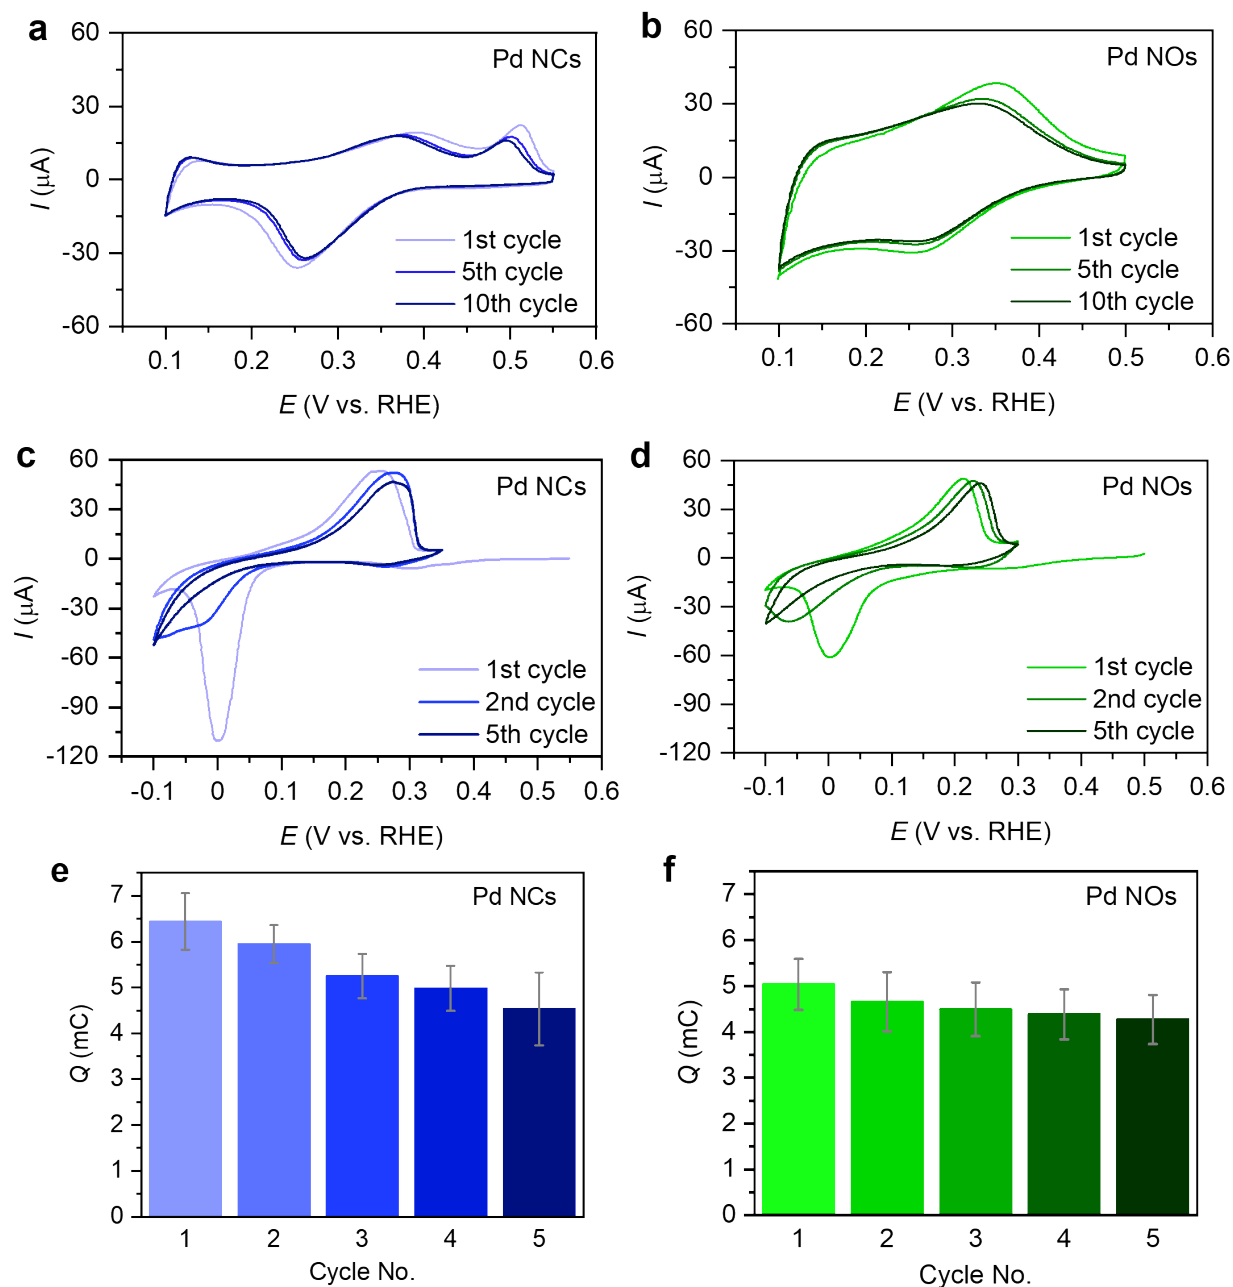 a
60
30
0
-30
-60
I (μA)
Pd NCs
1st cycle
5th cycle
10th cycle
0.1 0.2 0.3 0.4 0.5 0.6
E (V vs. RHE)
b
60
30
0
-30
-60
I (μA)
Pd NOs
1st cycle
5th cycle
10th cycle
0.1 0.2 0.3 0.4 0.5 0.6
E (V vs. RHE)
c
60
30
0
-30
-60
-90
-120
I (μA)
Pd NCs
1st cycle
2nd cycle
5th cycle
-0.1 0 0.1 0.2 0.3 0.4 0.5 0.6
E (V vs. RHE)
d
60
30
0
-30
-60
-90
-120
I (μA)
Pd NOs
1st cycle
2nd cycle
5th cycle
-0.1 0 0.1 0.2 0.3 0.4 0.5 0.6
E (V vs. RHE)
e
7
6
5
4
3
2
1
0
Q (mC)
Pd NCs
1 2 3 4 5
Cycle No.
f
7
6
5
4
3
2
1
0
Q (mC)
Pd NOs
1 2 3 4 5
Cycle No.